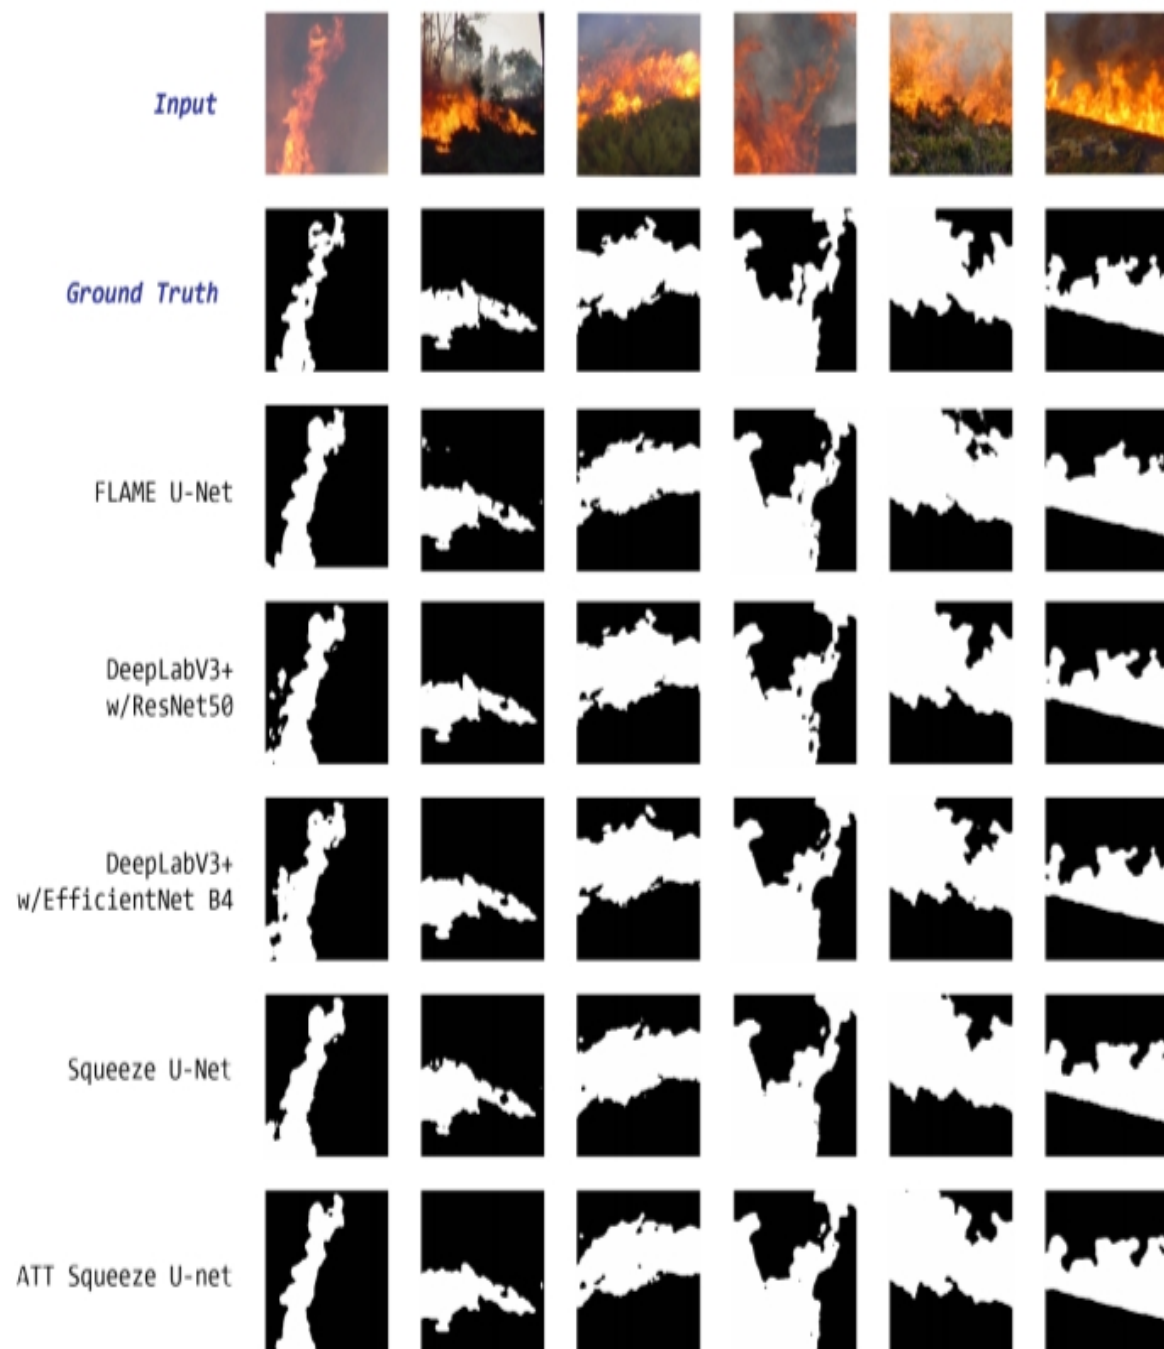 Input
Ground Truth
FLAME U-Net
DeepLabV3+
w/ResNet50
DeepLabV3+
w/EfficientNet B4
Squeeze U-Net
ATT Squeeze U-net